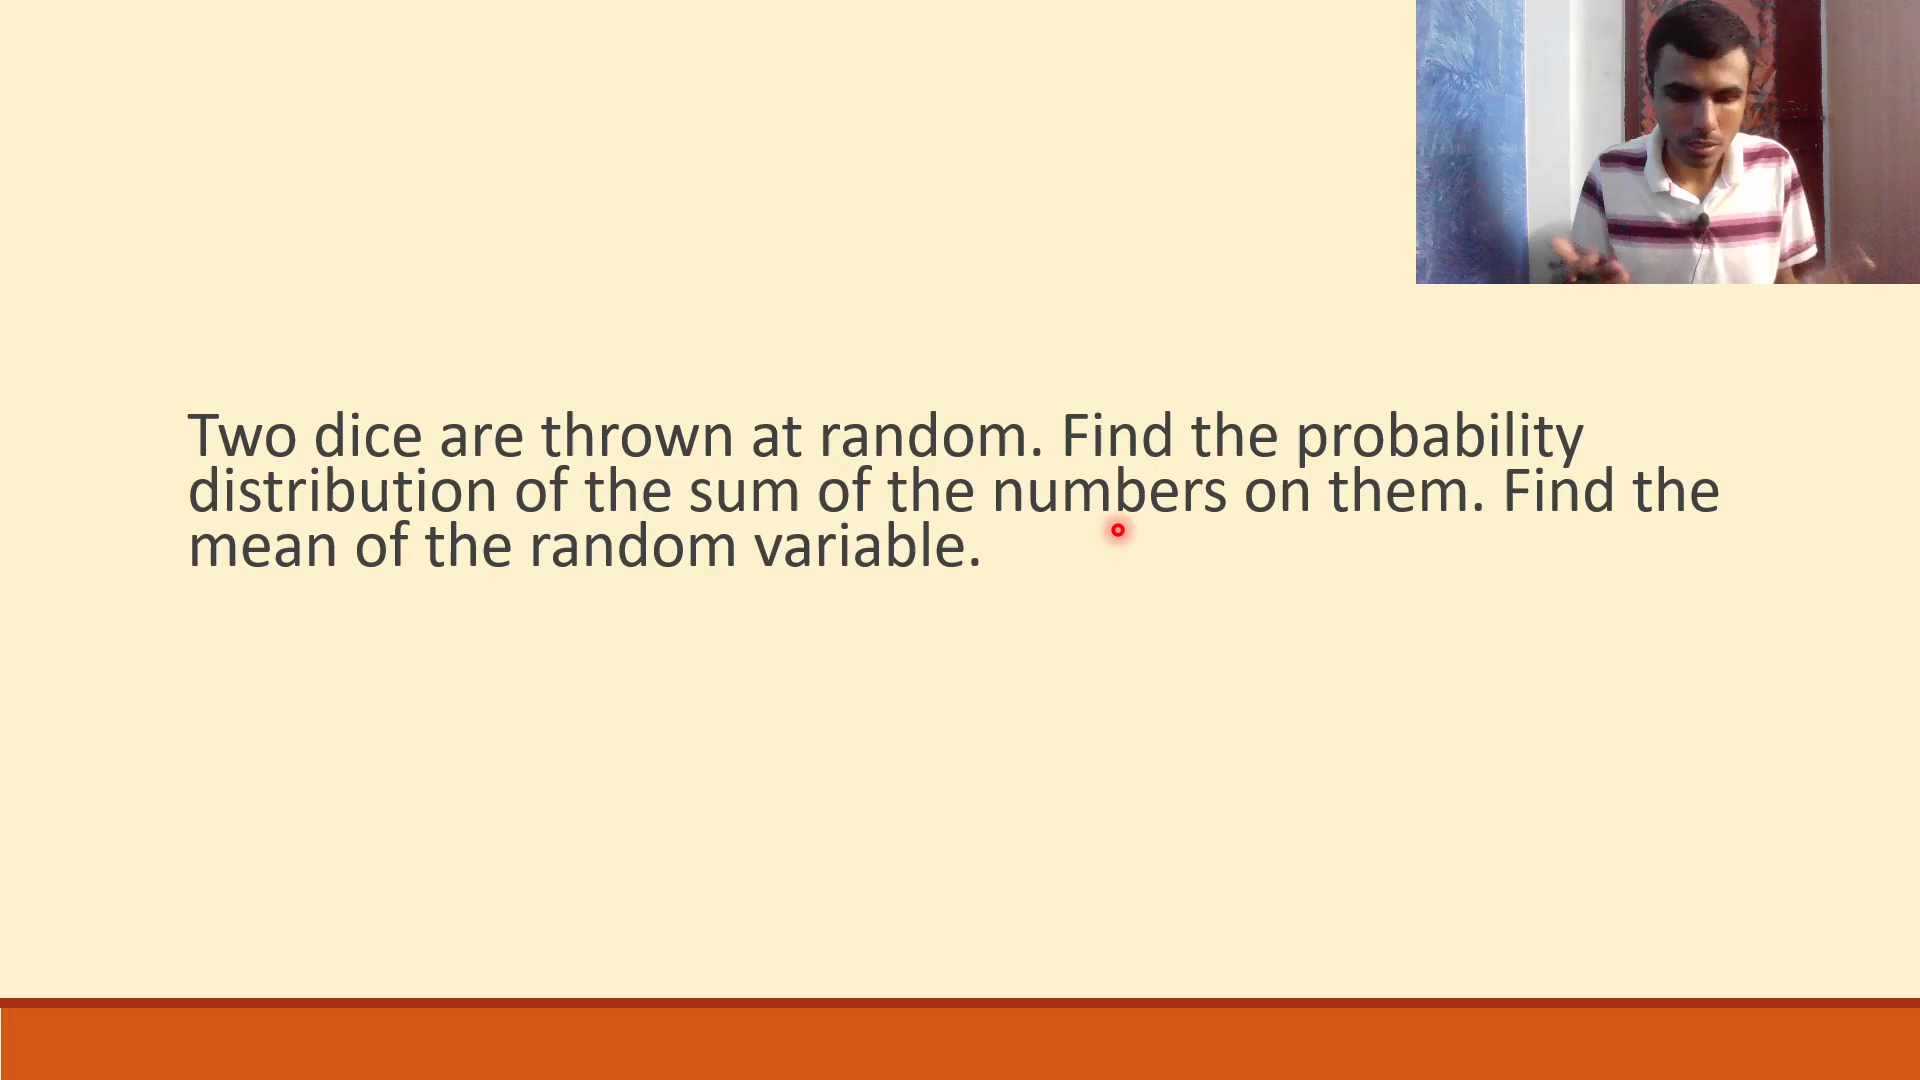 Two dice are thrown at random. Find the probability
distribution of the sum of the numbers on them. Find the
mean of the random variable.